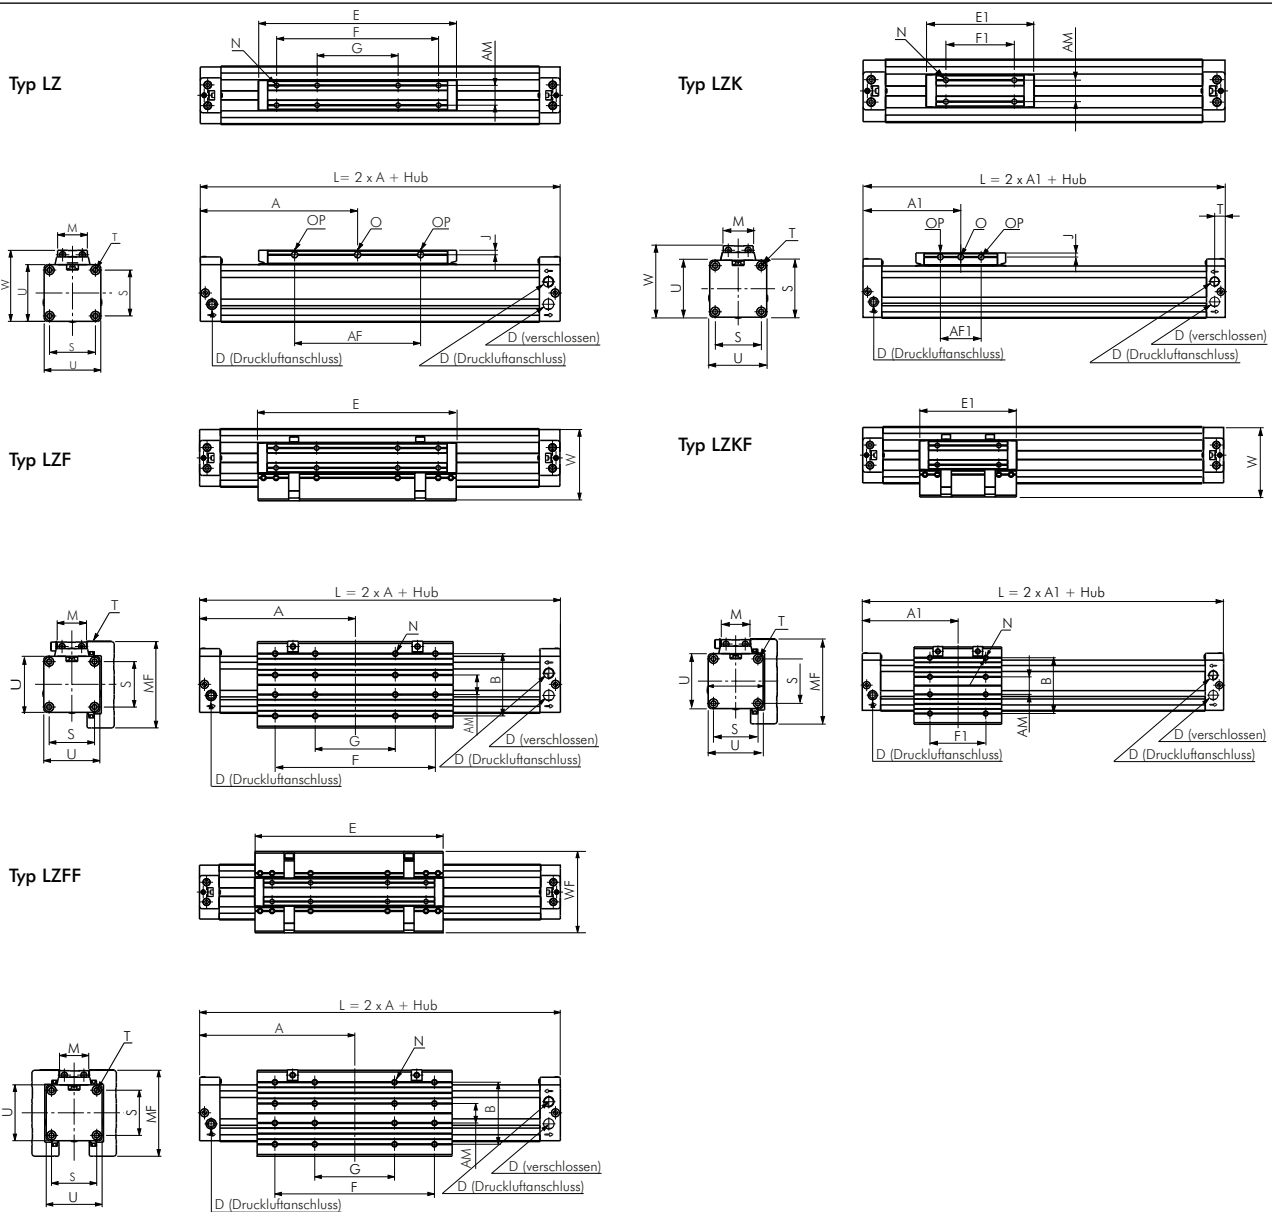 Typ LZ
E
F
G
N
AM
Typ LZK
E1
F1
N
AM
L= 2 x A + Hub
A
OP
O
OP
J
M
T
W
U
S
S
U
AF
D (verschlossen)
D (Druckluftanschluss)
D (Druckluftanschluss)
L = 2 x A1 + Hub
A1
T
OP
O
OP
J
M
T
W
U
S
S
U
AF1
D (verschlossen)
D (Druckluftanschluss)
D (Druckluftanschluss)
Typ LZF
E
W
Typ LZKF
E1
W
L = 2 x A + Hub
A
N
M
T
U
S
MF
S
U
B
AM
G
F
D (verschlossen)
D (Druckluftanschluss)
D (Druckluftanschluss)
L = 2 x A1 + Hub
A1
N
M
T
U
S
MF
S
U
B
AM
F1
D (verschlossen)
D (Druckluftanschluss)
D (Druckluftanschluss)
Typ LZFF
E
WF
L = 2 x A + Hub
A
N
M
T
U
S
MF
S
U
B
AM
G
F
D (verschlossen)
D (Druckluftanschluss)
D (Druckluftanschluss)